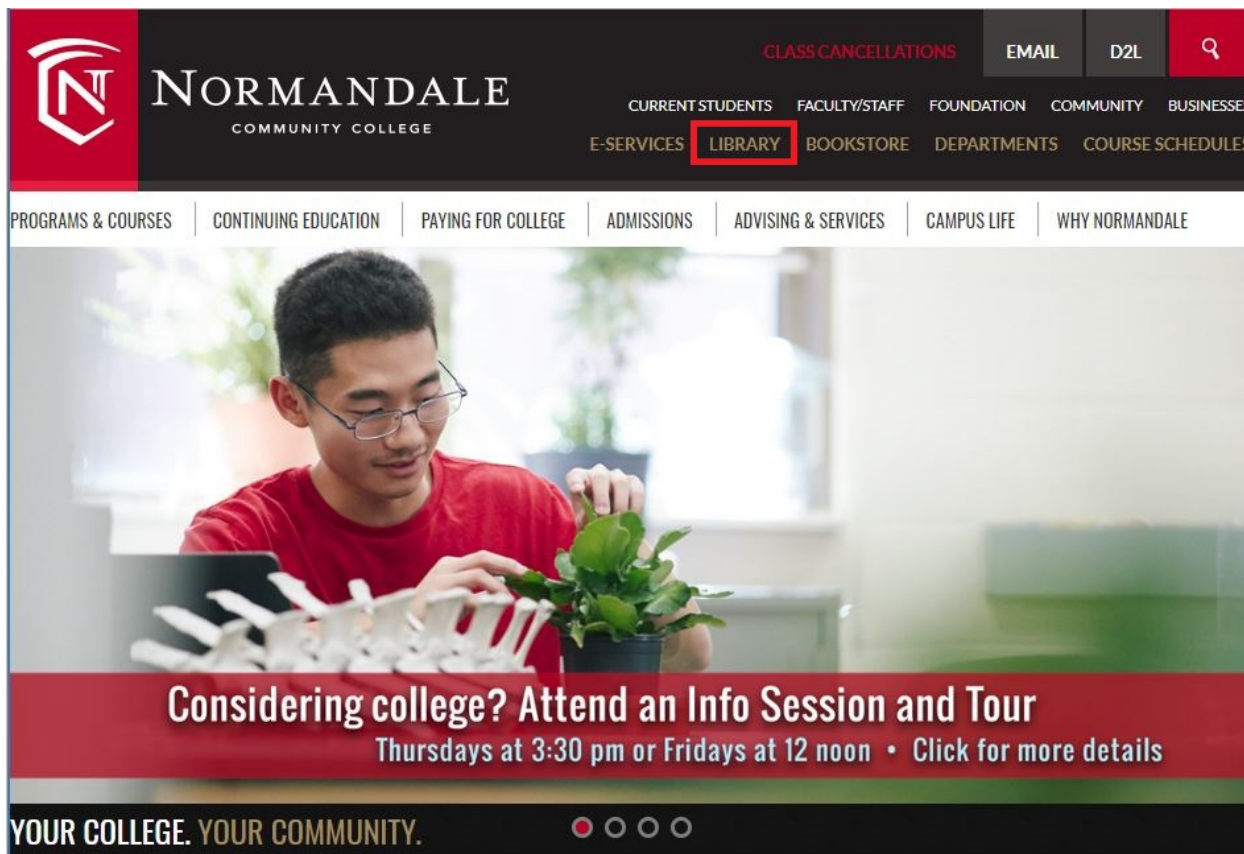 CLASS CANCELLATIONS EMAIL D2L
N NORMANDALE
COMMUNITY COLLEGE
CURRENT STUDENTS FACULTY/STAFF FOUNDATION COMMUNITY BUSINESSES
E-SERVICES LIBRARY BOOKSTORE DEPARTMENTS COURSE SCHEDULES
PROGRAMS & COURSES CONTINUING EDUCATION PAYING FOR COLLEGE ADMISSIONS ADVISING & SERVICES CAMPUS LIFE WHY NORMANDALE
Considering college? Attend an Info Session and Tour
Thursdays at 3:30 pm or Fridays at 12 noon • Click for more details
YOUR COLLEGE. YOUR COMMUNITY.